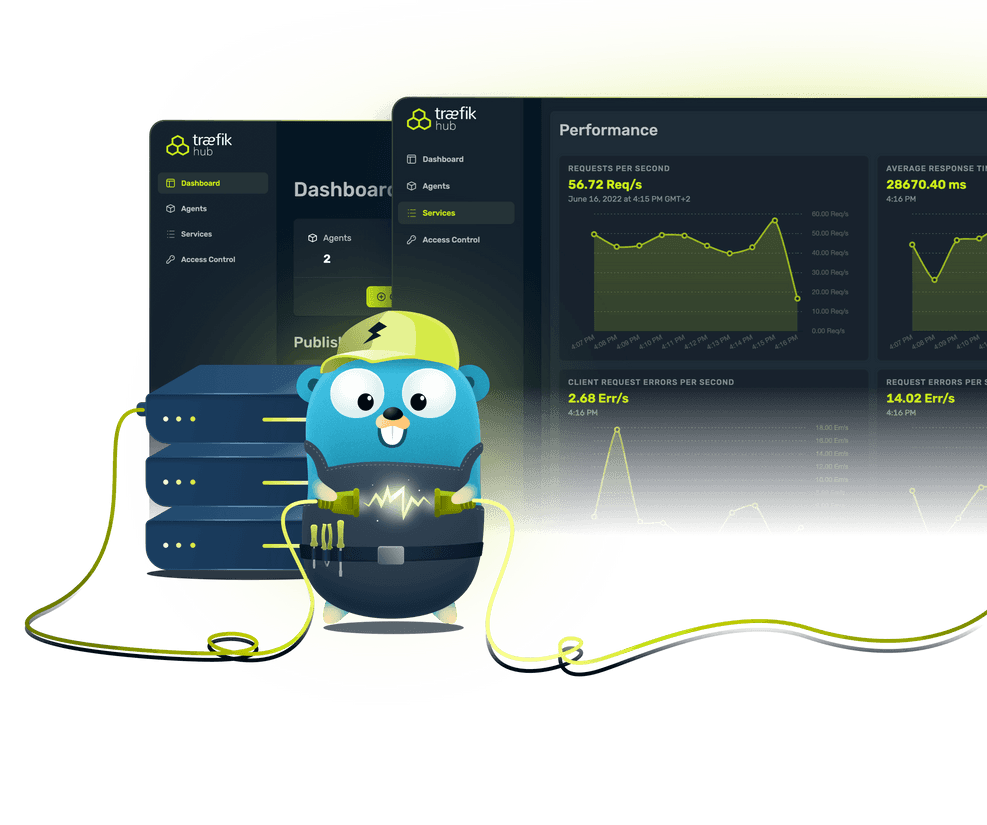 træfik
hub
Dashboard
Agents
Services
Access Control
Dashboard
Agents
2
træfik
hub
Dashboard
Agents
Services
Access Control
Performance
REQUESTS PER SECOND
56.72 Req/s
June 16, 2022 at 4:15 PM GMT+2
60.00 Req/s
50.00 Req/s
40.00 Req/s
30.00 Req/s
20.00 Req/s
10.00 Req/s
0.00 Req/s
4:07 PM
4:08 PM
4:09 PM
4:10 PM
4:11 PM
4:12 PM
4:13 PM
4:14 PM
4:15 PM
4:16 PM
AVERAGE RESPONSE
28670.40 ms
4:16 PM
4:07 PM
4:08 PM
4:09 PM
4:10 PM
CLIENT REQUEST ERRORS PER SECOND
2.68 Err/s
4:16 PM
18.00 Err/s
16.00 Err/s
14.00 Err/s
12.00 Err/s
REQUEST ERRORS PER
14.02 Err/s
4:16 PM